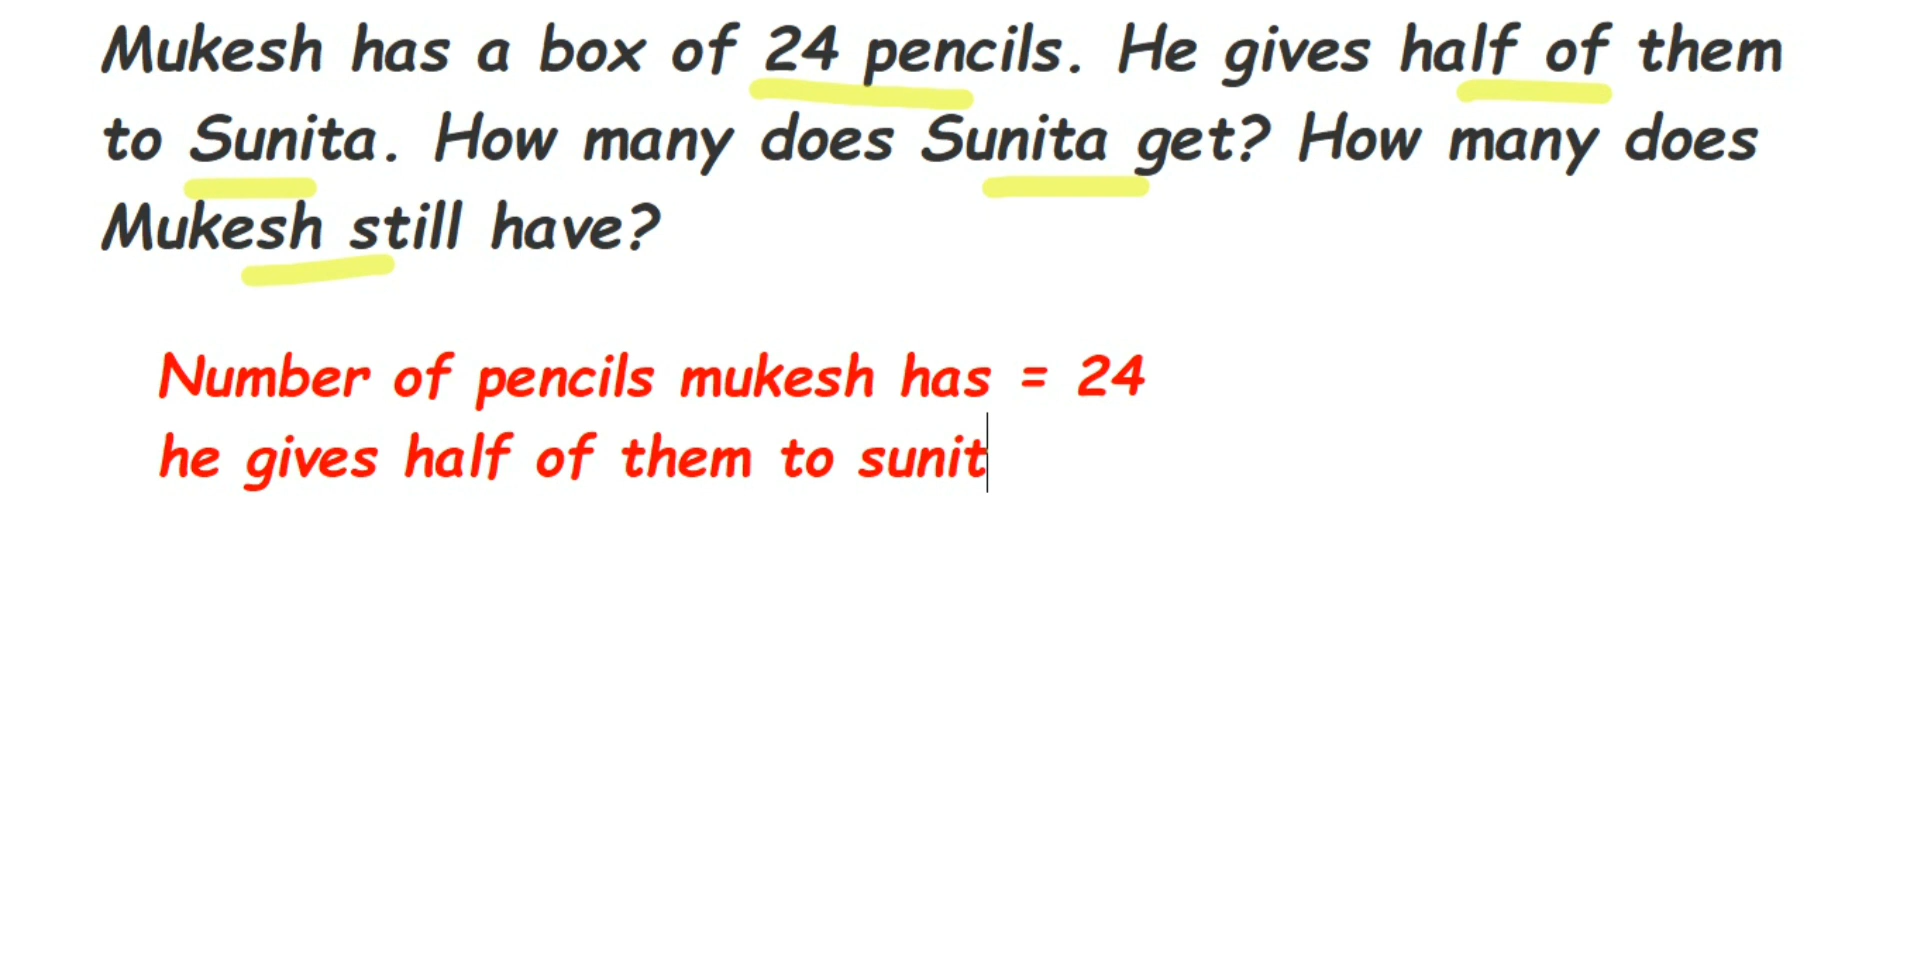 Mukesh has a box of 24 pencils. He gives half of them
to Sunita. How many does Sunita get? How many does
Mukesh still have?
Number of pencils mukesh has = 24
he gives half of them to sunit